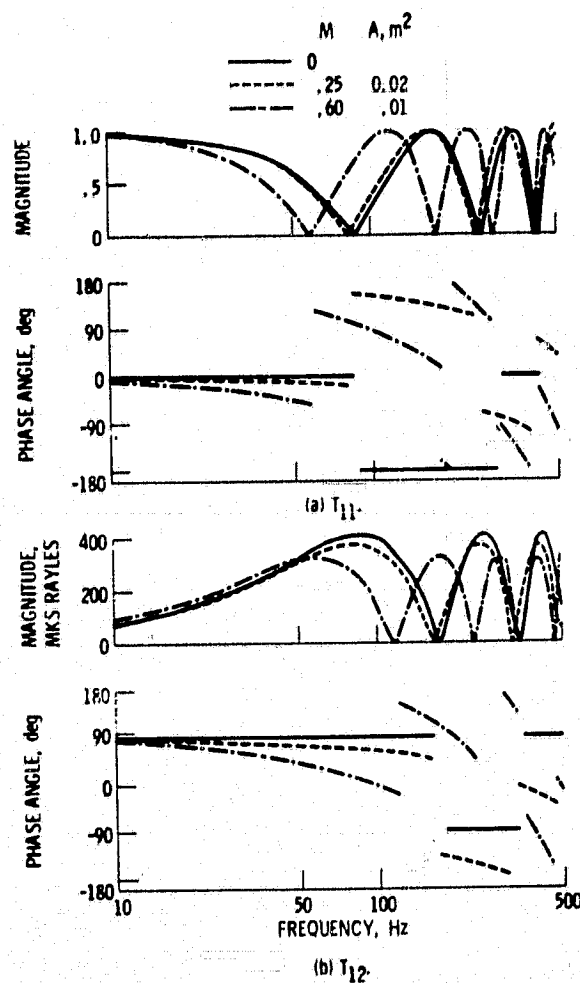 M A, m²
0
.25 0.02
.60 .01
MAGNITUDE
1.0
.5
0
PHASE ANGLE, deg
180
90
0
-90
-180
(a) T11.
MAGNITUDE,
MKS RAYLES
400
200
0
PHASE ANGLE, deg
180
90
0
-90
-180
10 50 100 500
FREQUENCY, Hz
(b) T12.